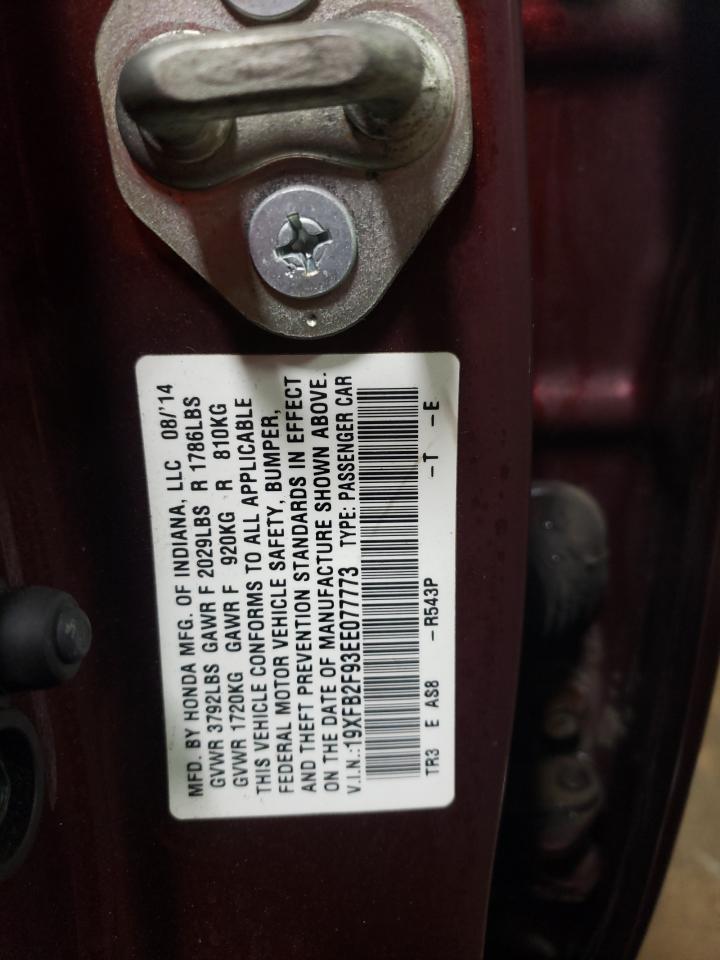 MFD. BY HONDA MFG. OF INDIANA, LLC 08/'14
GVWR 3792LBS GAWR F 2029LBS R 1786LBS
GVWR 1720KG GAWR F 920KG R 810KG
THIS VEHICLE CONFORMS TO ALL APPLICABLE
FEDERAL MOTOR VEHICLE SAFETY, BUMPER,
AND THEFT PREVENTION STANDARDS IN EFFECT
ON THE DATE OF MANUFACTURE SHOWN ABOVE.
V.I.N.:19XFB2F93EE077773 TYPE: PASSENGER CAR
TR3 E AS8 –R543P –T –E